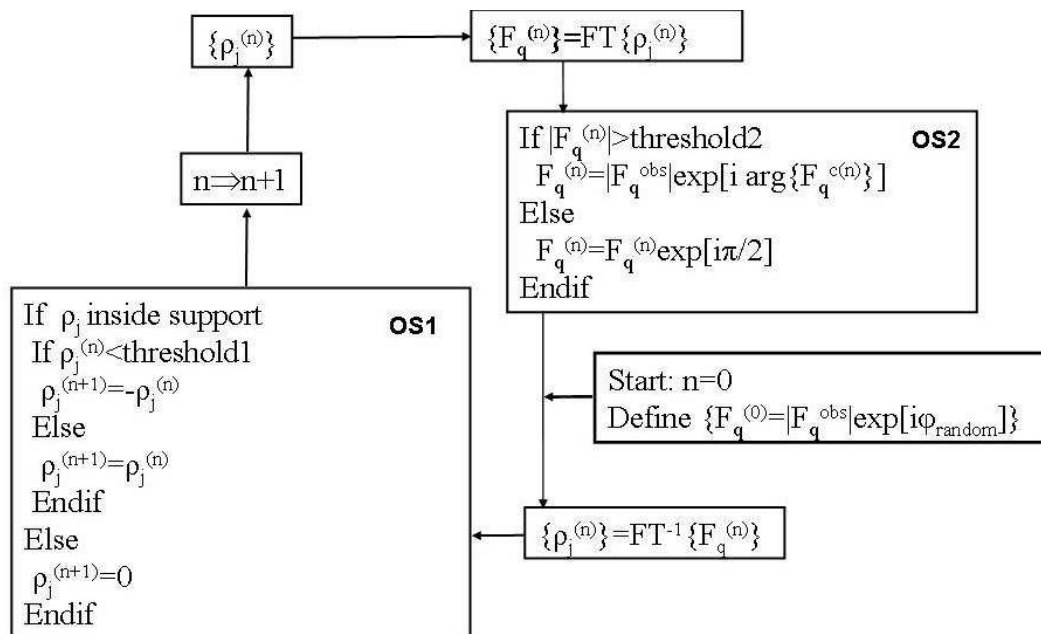 {ρj(n)}
{Fq(n)}=FT{ρj(n)}
If |Fq(n)|>threshold2
OS2
Fq(n)=|Fqobs|exp[i arg{Fqc(n)}]
Else
Fq(n)=Fq(n)exp[iπ/2]
Endif
n⇒n+1
If ρj inside support
OS1
If ρj(n)<threshold1
ρj(n+1)=-ρj(n)
Else
ρj(n+1)=ρj(n)
Endif
Else
ρj(n+1)=0
Endif
Start: n=0
Define {Fq(0)=|Fqobs|exp[iφrandom]}
{ρj(n)}=FT-1{Fq(n)}